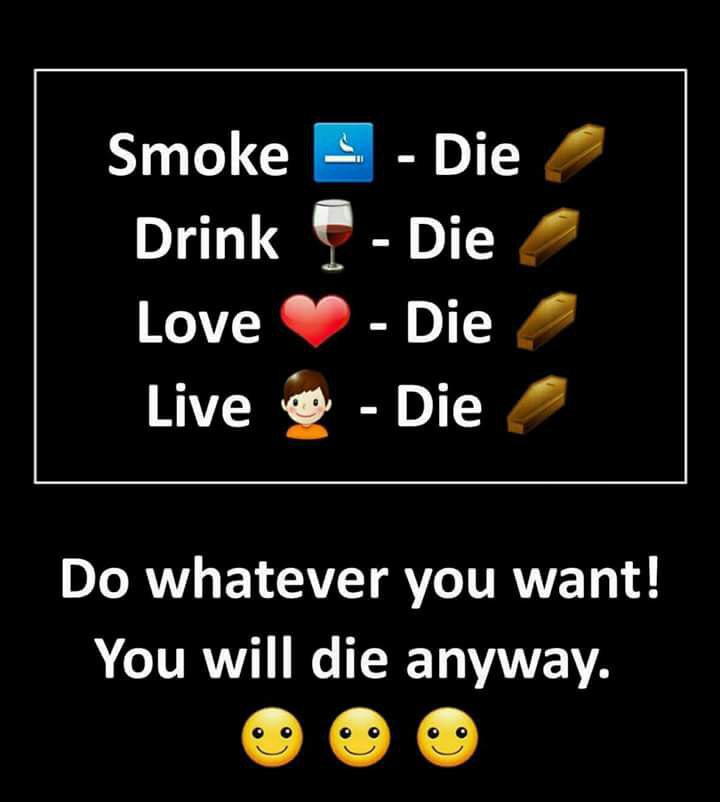 Smoke 🚬 - Die ⚰️
Drink 🍷 - Die ⚰️
Love ❤️ - Die ⚰️
Live 👦 - Die ⚰️
Do whatever you want!
You will die anyway.
🙂 🙂 🙂